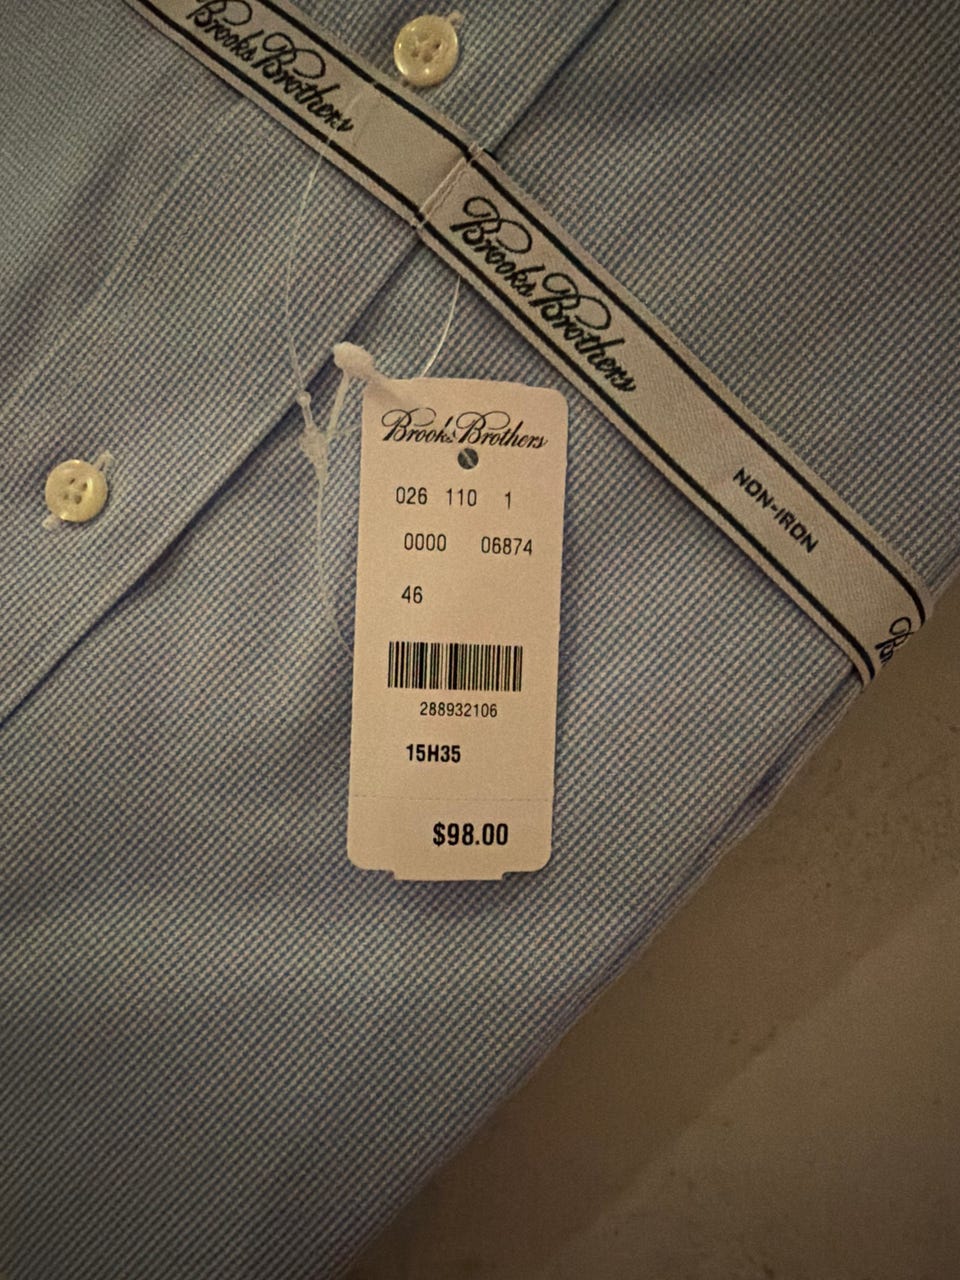 Brooks Brothers
Brooks Brothers
NON-IRON
Brooks Brothers
026 110 1
0000 06874
46
288932106
15H35
$98.00